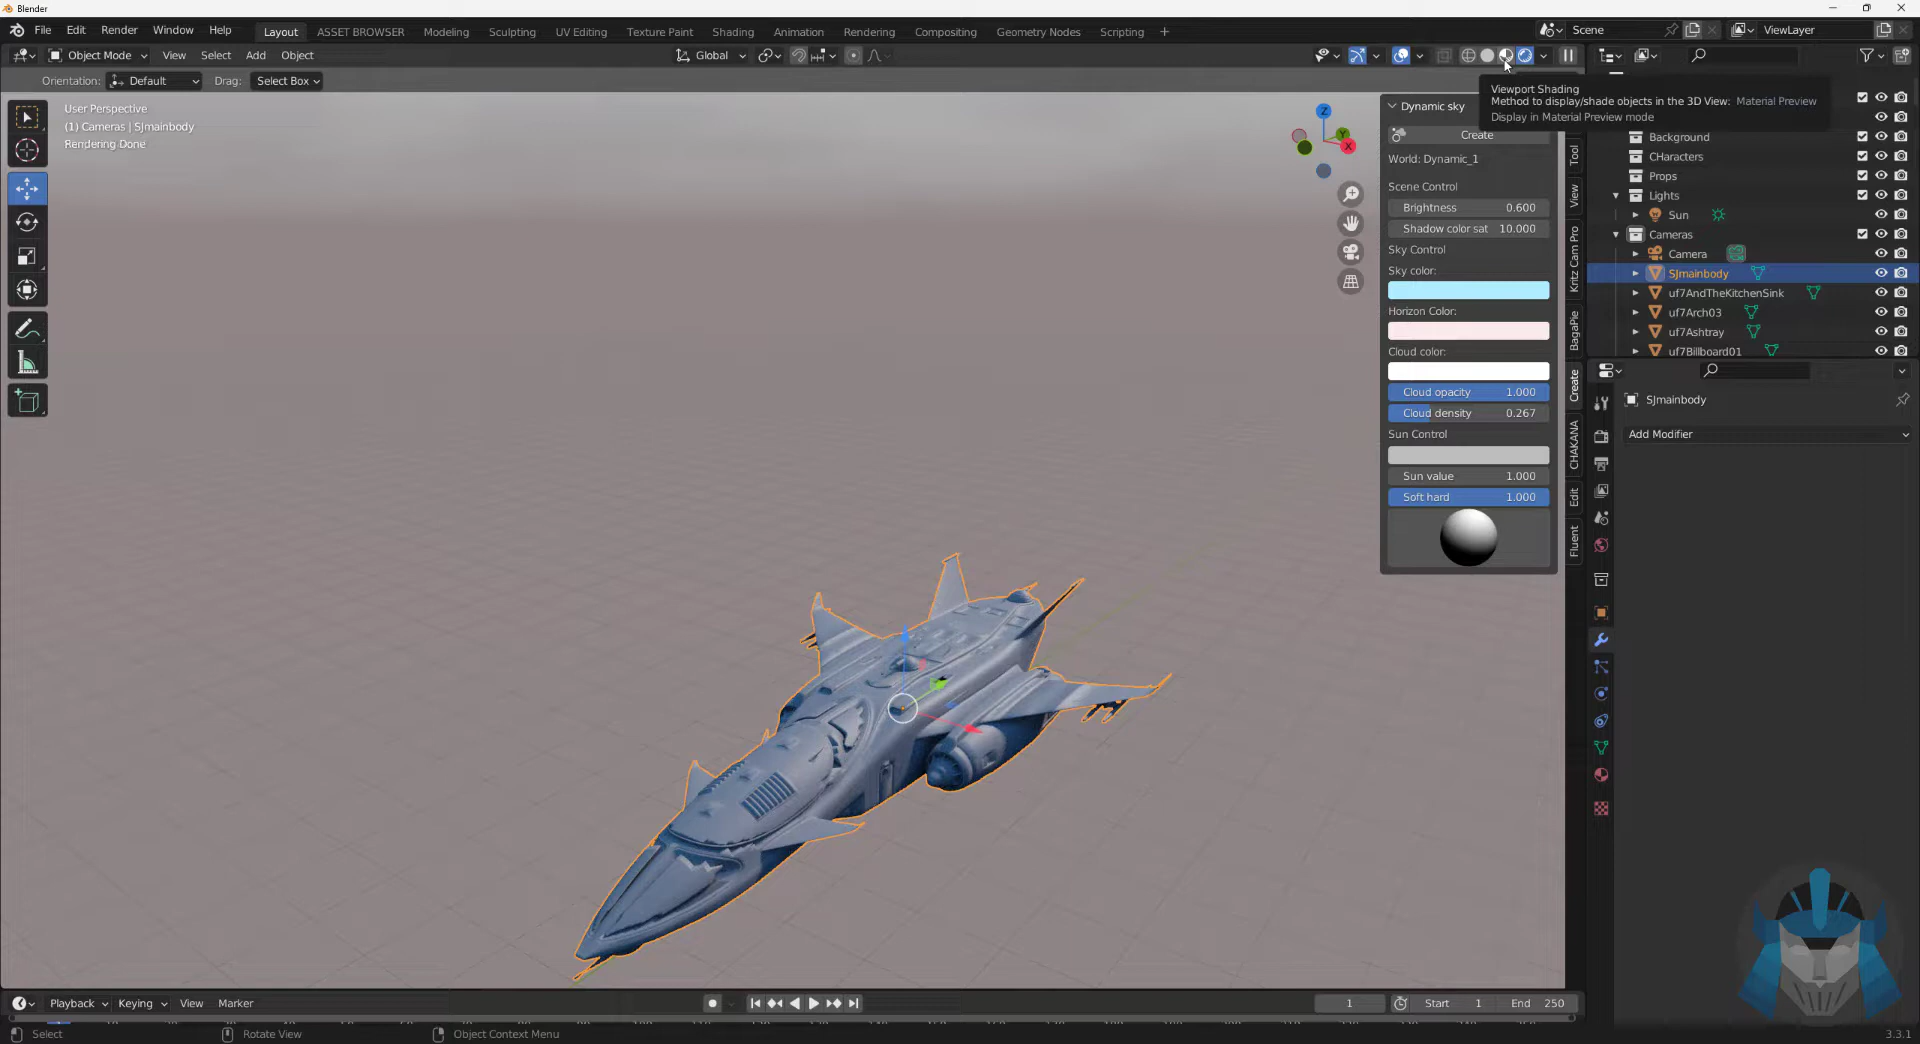 Blender
File Edit Render Window Help Layout ASSET BROWSER Modeling Sculpting UV Editing Texture Paint Shading Animation Rendering Compositing Geometry Nodes Scripting + Scene ViewLayer
Object Mode View Select Add Object Global
Orientation: Default Drag: Select Box
User Perspective
(1) Cameras | SJmainbody
Rendering Done
Z
Y
X
Viewport Shading
Method to display/shade objects in the 3D View: Material Preview
Display in Material Preview mode
Dynamic sky
Create
World: Dynamic_1
Scene Control
Brightness 0.600
Shadow color sat 10.000
Sky Control
Sky color:
Horizon Color:
Cloud color:
Cloud opacity 1.000
Cloud density 0.267
Sun Control
Sun value 1.000
Soft hard 1.000
Tool
View
Kritz Cam Pro
BagaPie
Create
CHAKANA
Edit
Fluent
Background
CHaracters
Props
Lights
Sun
Cameras
Camera
SJmainbody
uf7AndTheKitchenSink
uf7Arch03
uf7Ashtray
uf7Billboard01
SJmainbody
Add Modifier
Playback Keying View Marker 1 Start 1 End 250
Select Rotate View Object Context Menu 3.3.1